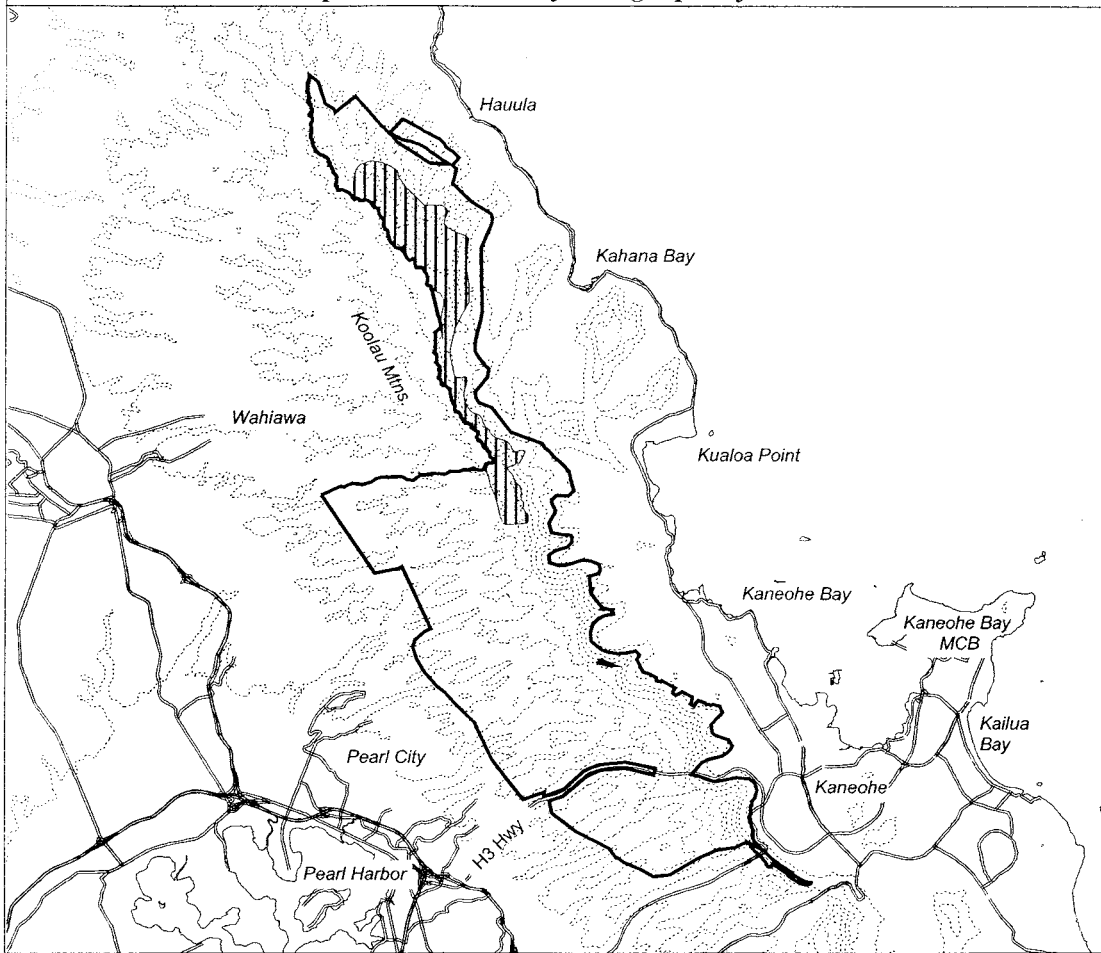 Hauula
Kahana Bay
Koolau Mtns.
Wahiawa
Kualoa Point
Kaneohe Bay
Kaneohe Bay
MCB
Kailua
Bay
Pearl City
Kaneohe
H3 Hwy
Pearl Harbor